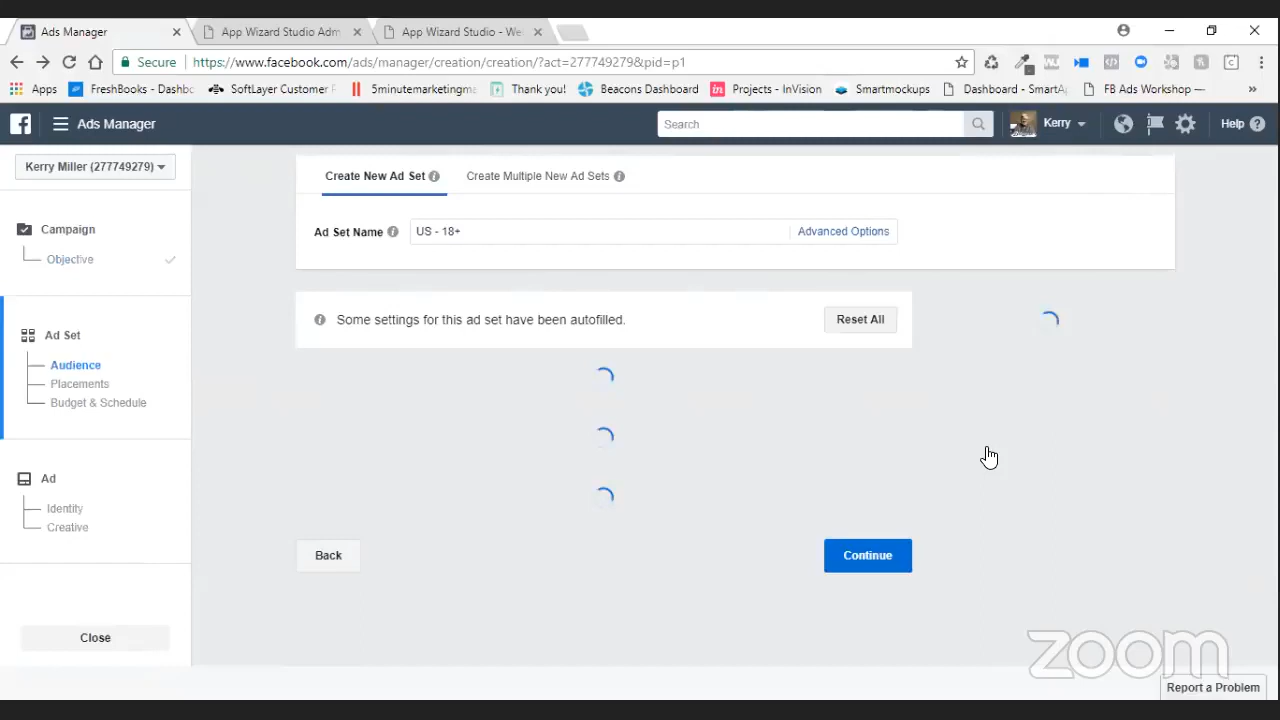 Ads Manager
App Wizard Studio Adm
App Wizard Studio - We
Secure
https://www.facebook.com/ads/manager/creation/creation/?act=277749279&pid=p1
Apps
FreshBooks - Dashbo
SoftLayer Customer P
5minutemarketingma
Thank you!
Beacons Dashboard
Projects - InVision
Smartmockups
Dashboard - SmartA
FB Ads Workshop —
Ads Manager
Search
Kerry
Help
Kerry Miller (277749279)
Campaign
Objective
Ad Set
Audience
Placements
Budget & Schedule
Ad
Identity
Creative
Close
Create New Ad Set
Create Multiple New Ad Sets
Ad Set Name
US - 18+
Advanced Options
Some settings for this ad set have been autofilled.
Reset All
Back
Continue
zoom
Report a Problem